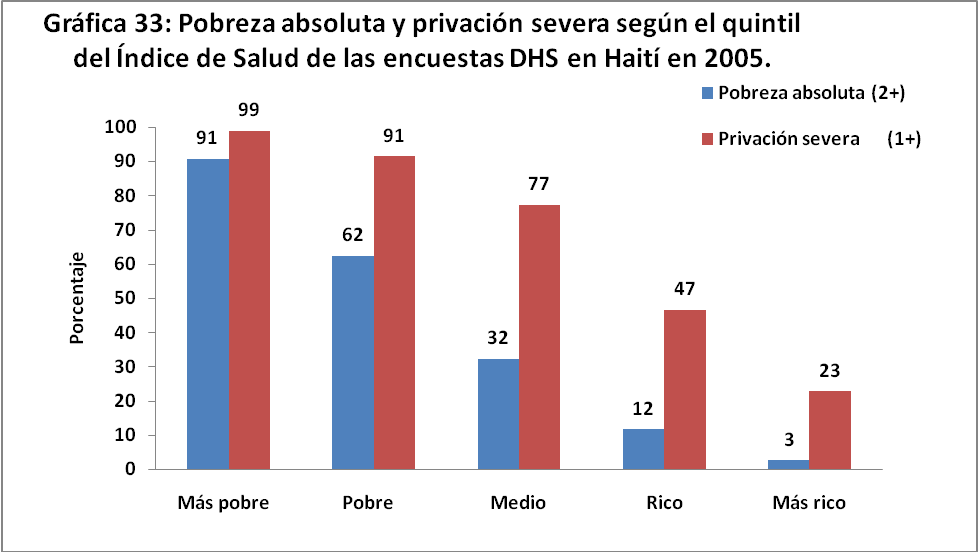 Gráfica 33: Pobreza absoluta y privación severa según el quintil
del Índice de Salud de las encuestas DHS en Haití en 2005.
Pobreza absoluta (2+)
Privación severa (1+)
Porcentaje
100
90
80
70
60
50
40
30
20
10
0
91
99
62
91
32
77
12
47
3
23
Más pobre
Pobre
Medio
Rico
Más rico